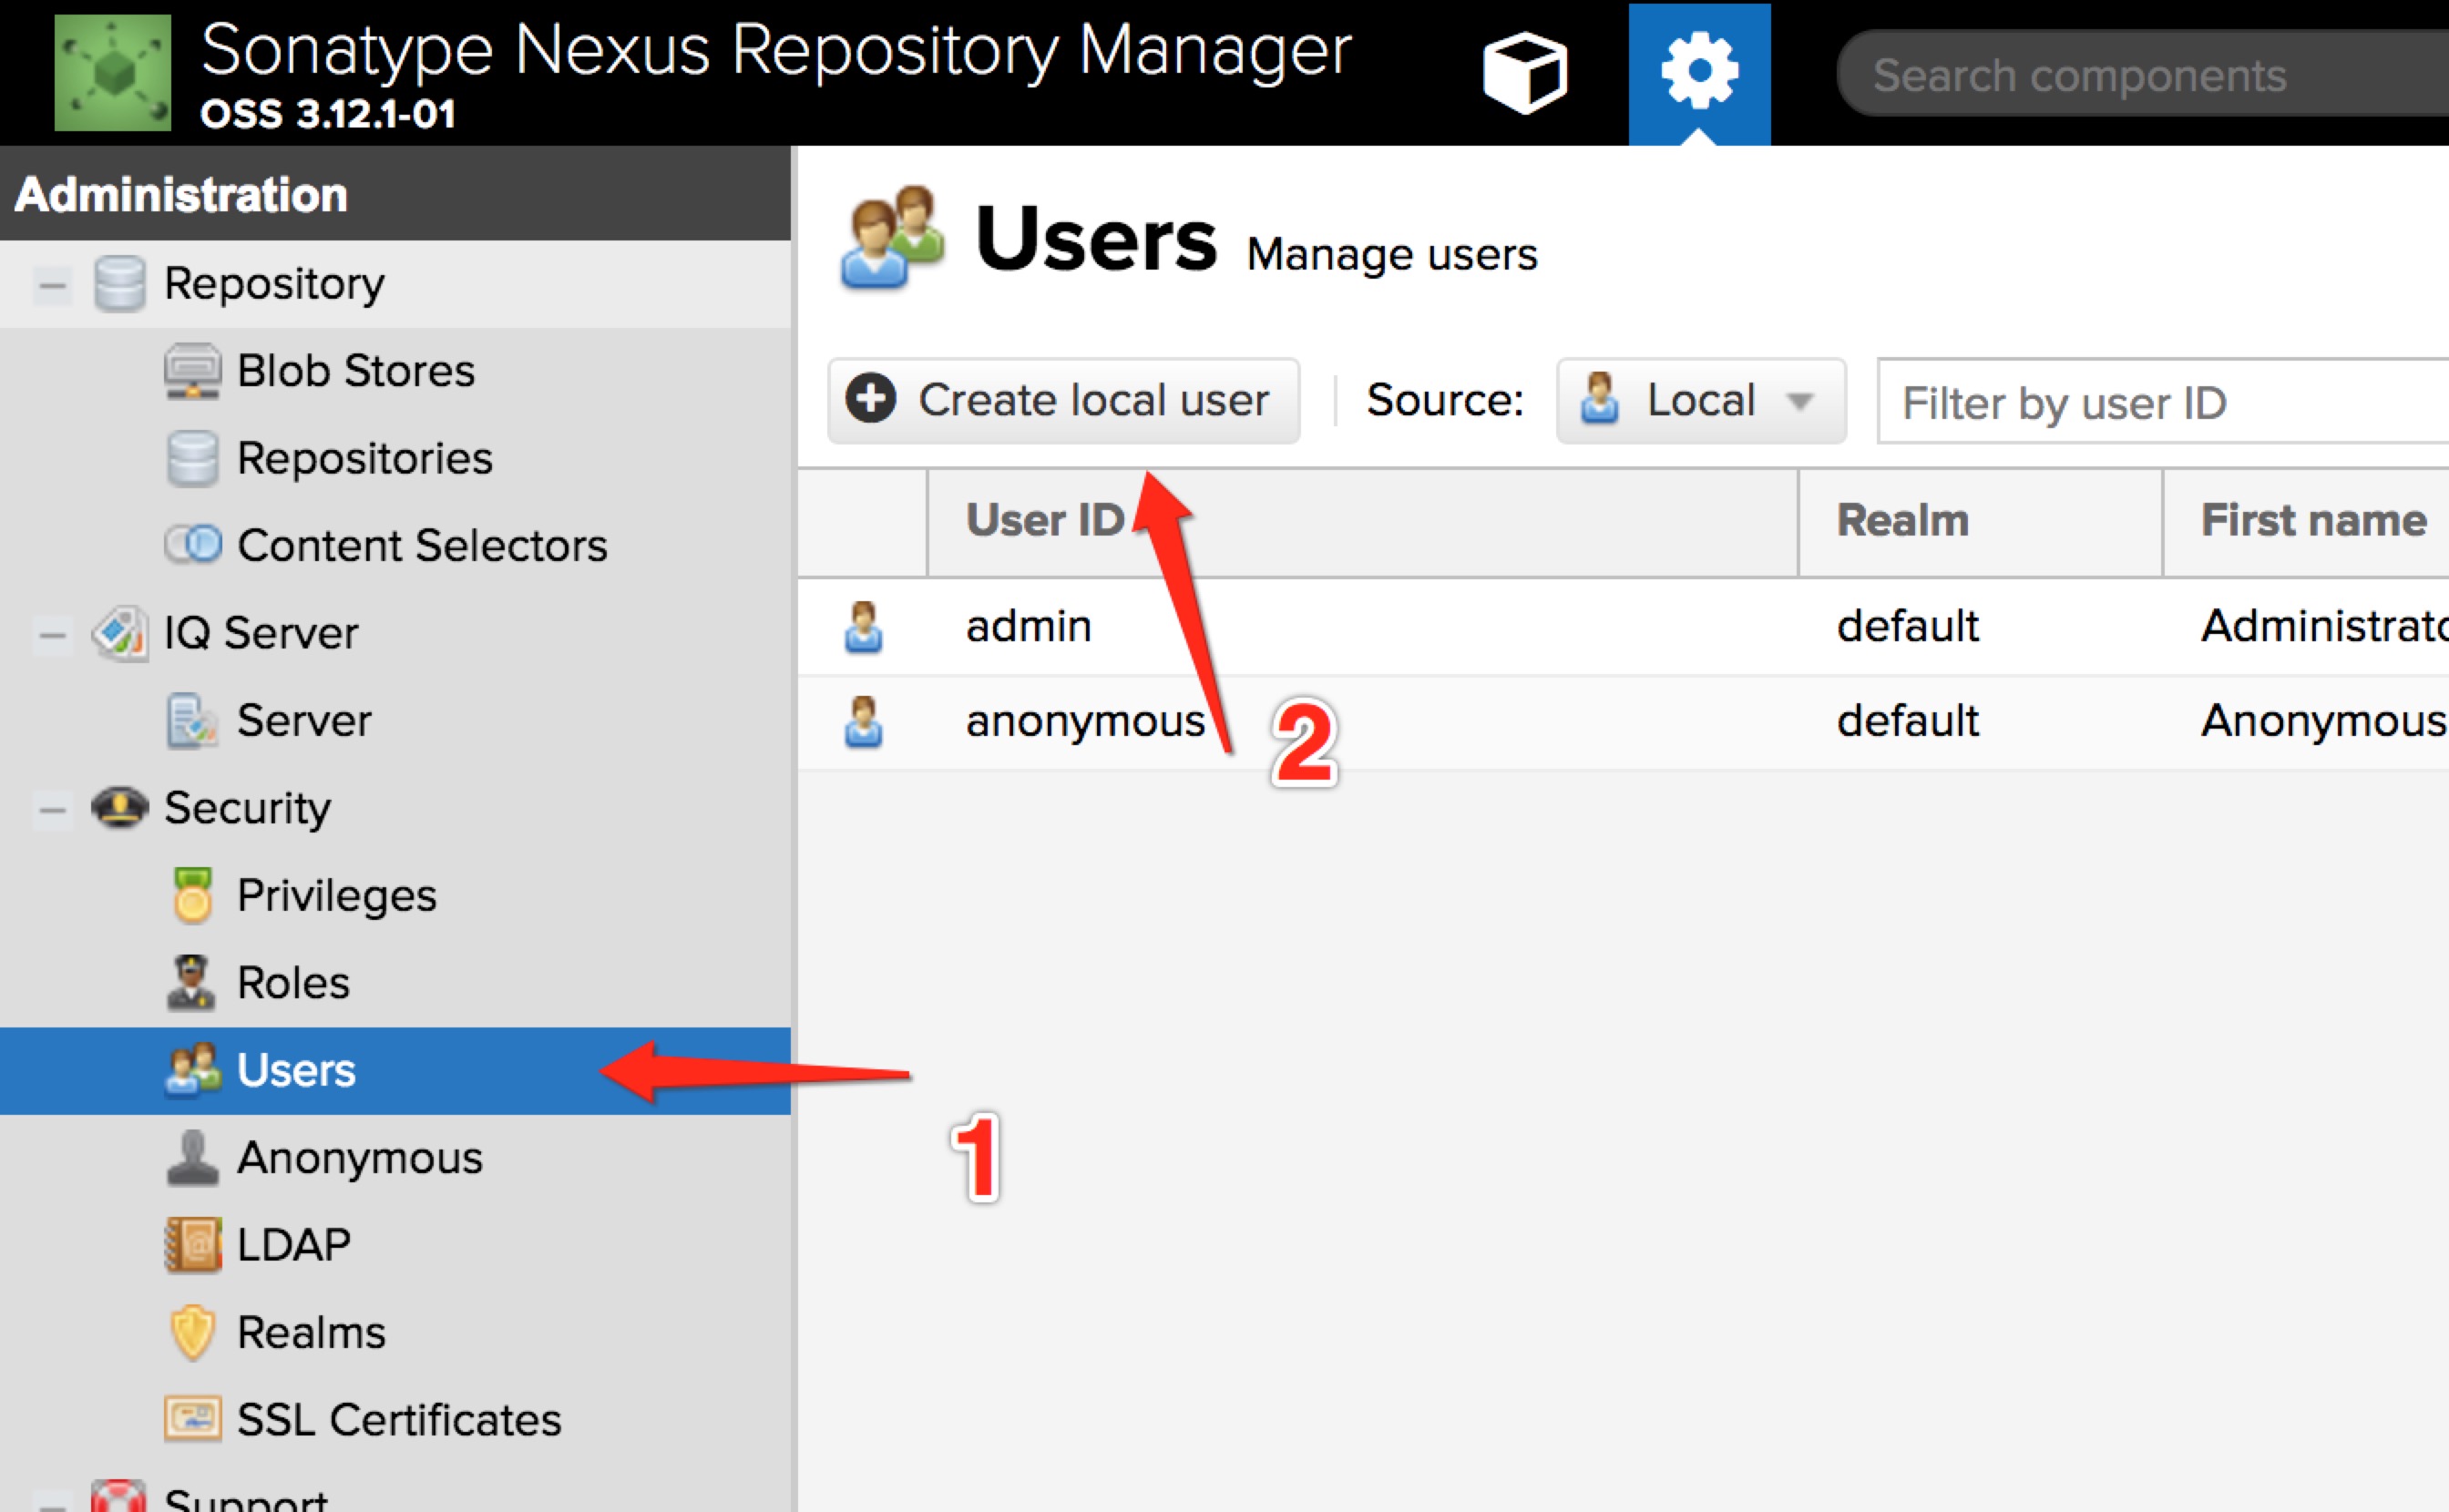 Sonatype Nexus Repository Manager
OSS 3.12.1-01
Search components
Administration
Repository
Blob Stores
Repositories
Content Selectors
IQ Server
Server
Security
Privileges
Roles
Users
Anonymous
LDAP
Realms
SSL Certificates
Support
Users Manage users
Create local user Source: Local Filter by user ID
User ID Realm First name
admin default Administrato
anonymous default Anonymous
2
1